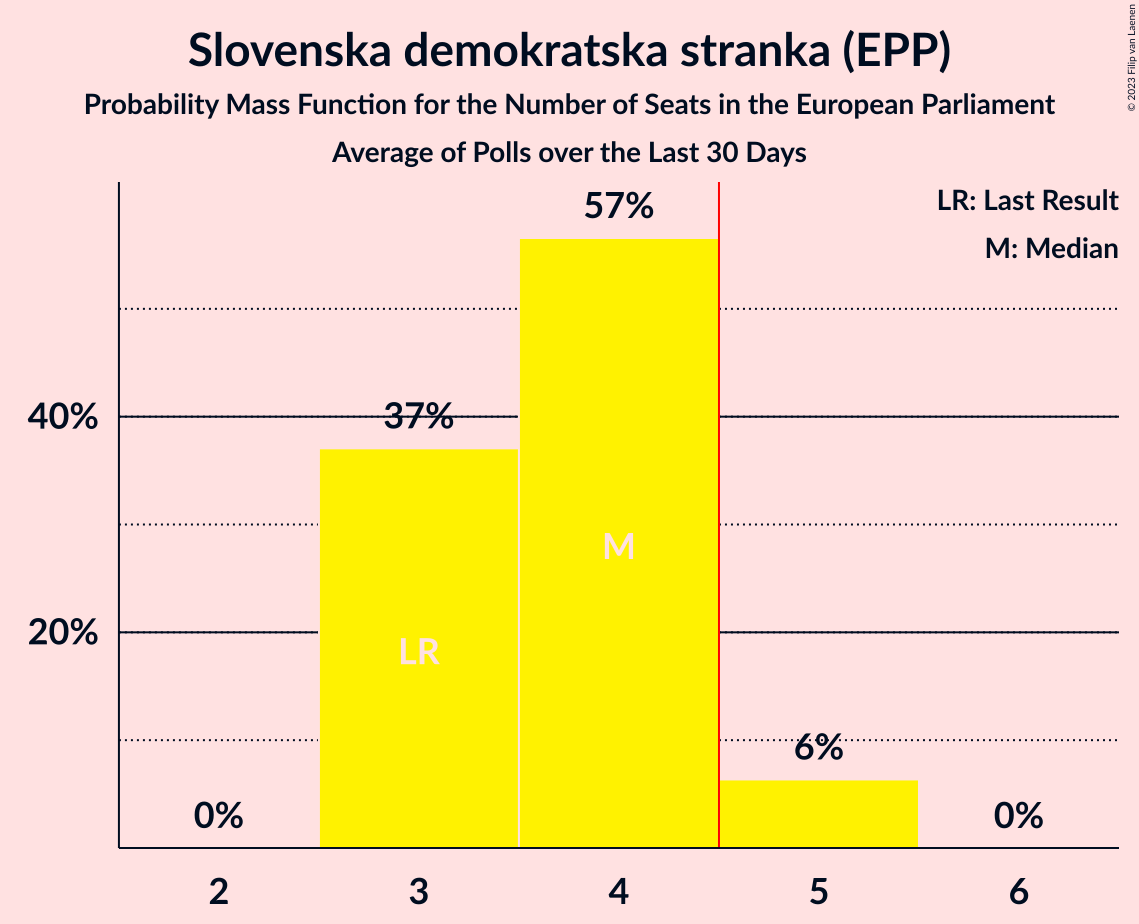 Slovenska demokratska stranka (EPP)
Probability Mass Function for the Number of Seats in the European Parliament
Average of Polls over the Last 30 Days
© 2023 Filip van Laenen
LR: Last Result
M: Median
57%
40%
37%
M
20%
LR
6%
0%
0%
2 3 4 5 6